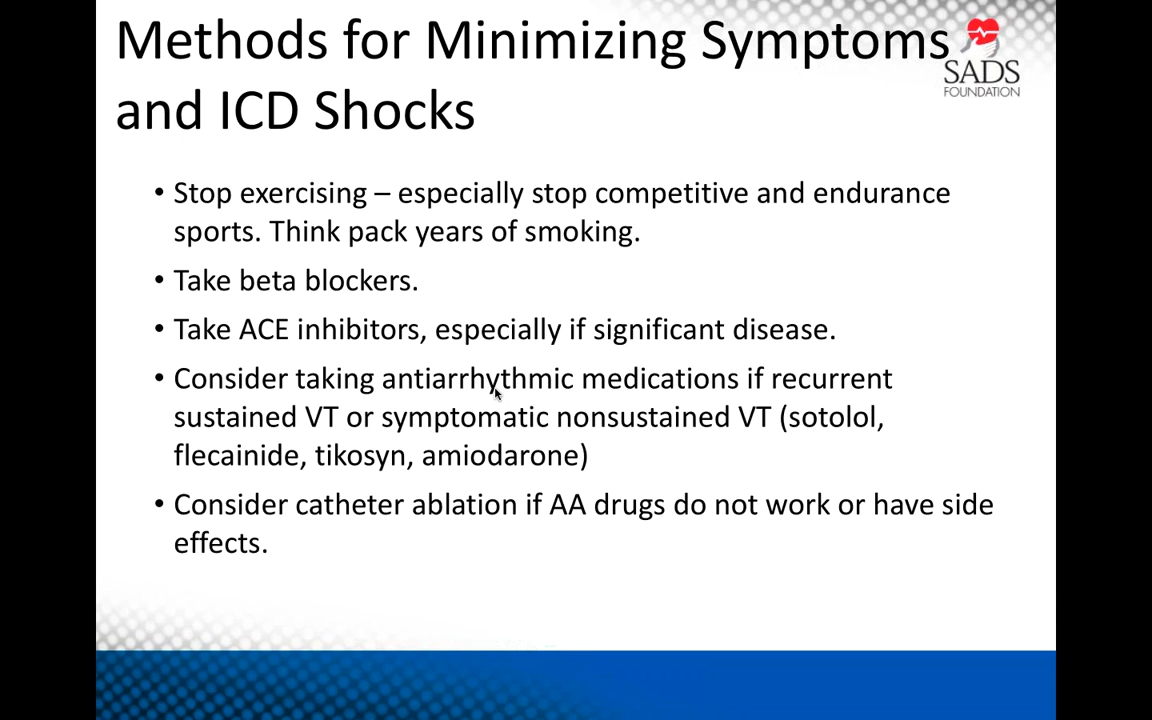 Methods for Minimizing Symptoms
and ICD Shocks
SADS
FOUNDATION
• Stop exercising – especially stop competitive and endurance
sports. Think pack years of smoking.
• Take beta blockers.
• Take ACE inhibitors, especially if significant disease.
• Consider taking antiarrhythmic medications if recurrent
sustained VT or symptomatic nonsustained VT (sotolol,
flecainide, tikosyn, amiodarone)
• Consider catheter ablation if AA drugs do not work or have side
effects.